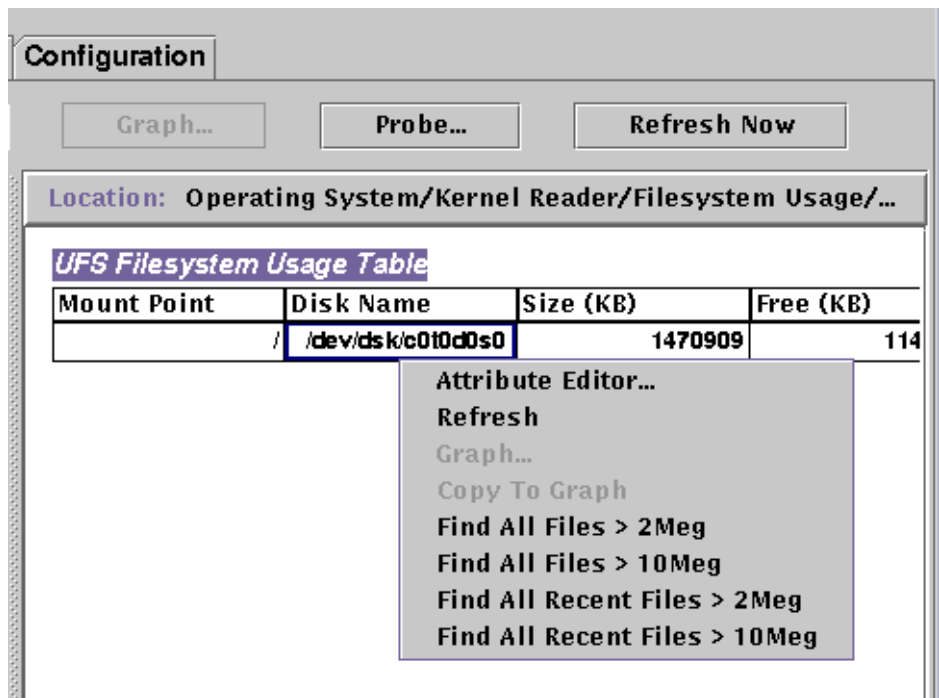 Configuration
Graph... Probe... Refresh Now
Location: Operating System/Kernel Reader/Filesystem Usage/...
UFS Filesystem Usage Table
Mount Point Disk Name Size (KB) Free (KB)
/ /dev/dsk/c0t0d0s0 1470909 114
Attribute Editor...
Refresh
Graph...
Copy To Graph
Find All Files > 2Meg
Find All Files > 10Meg
Find All Recent Files > 2Meg
Find All Recent Files > 10Meg